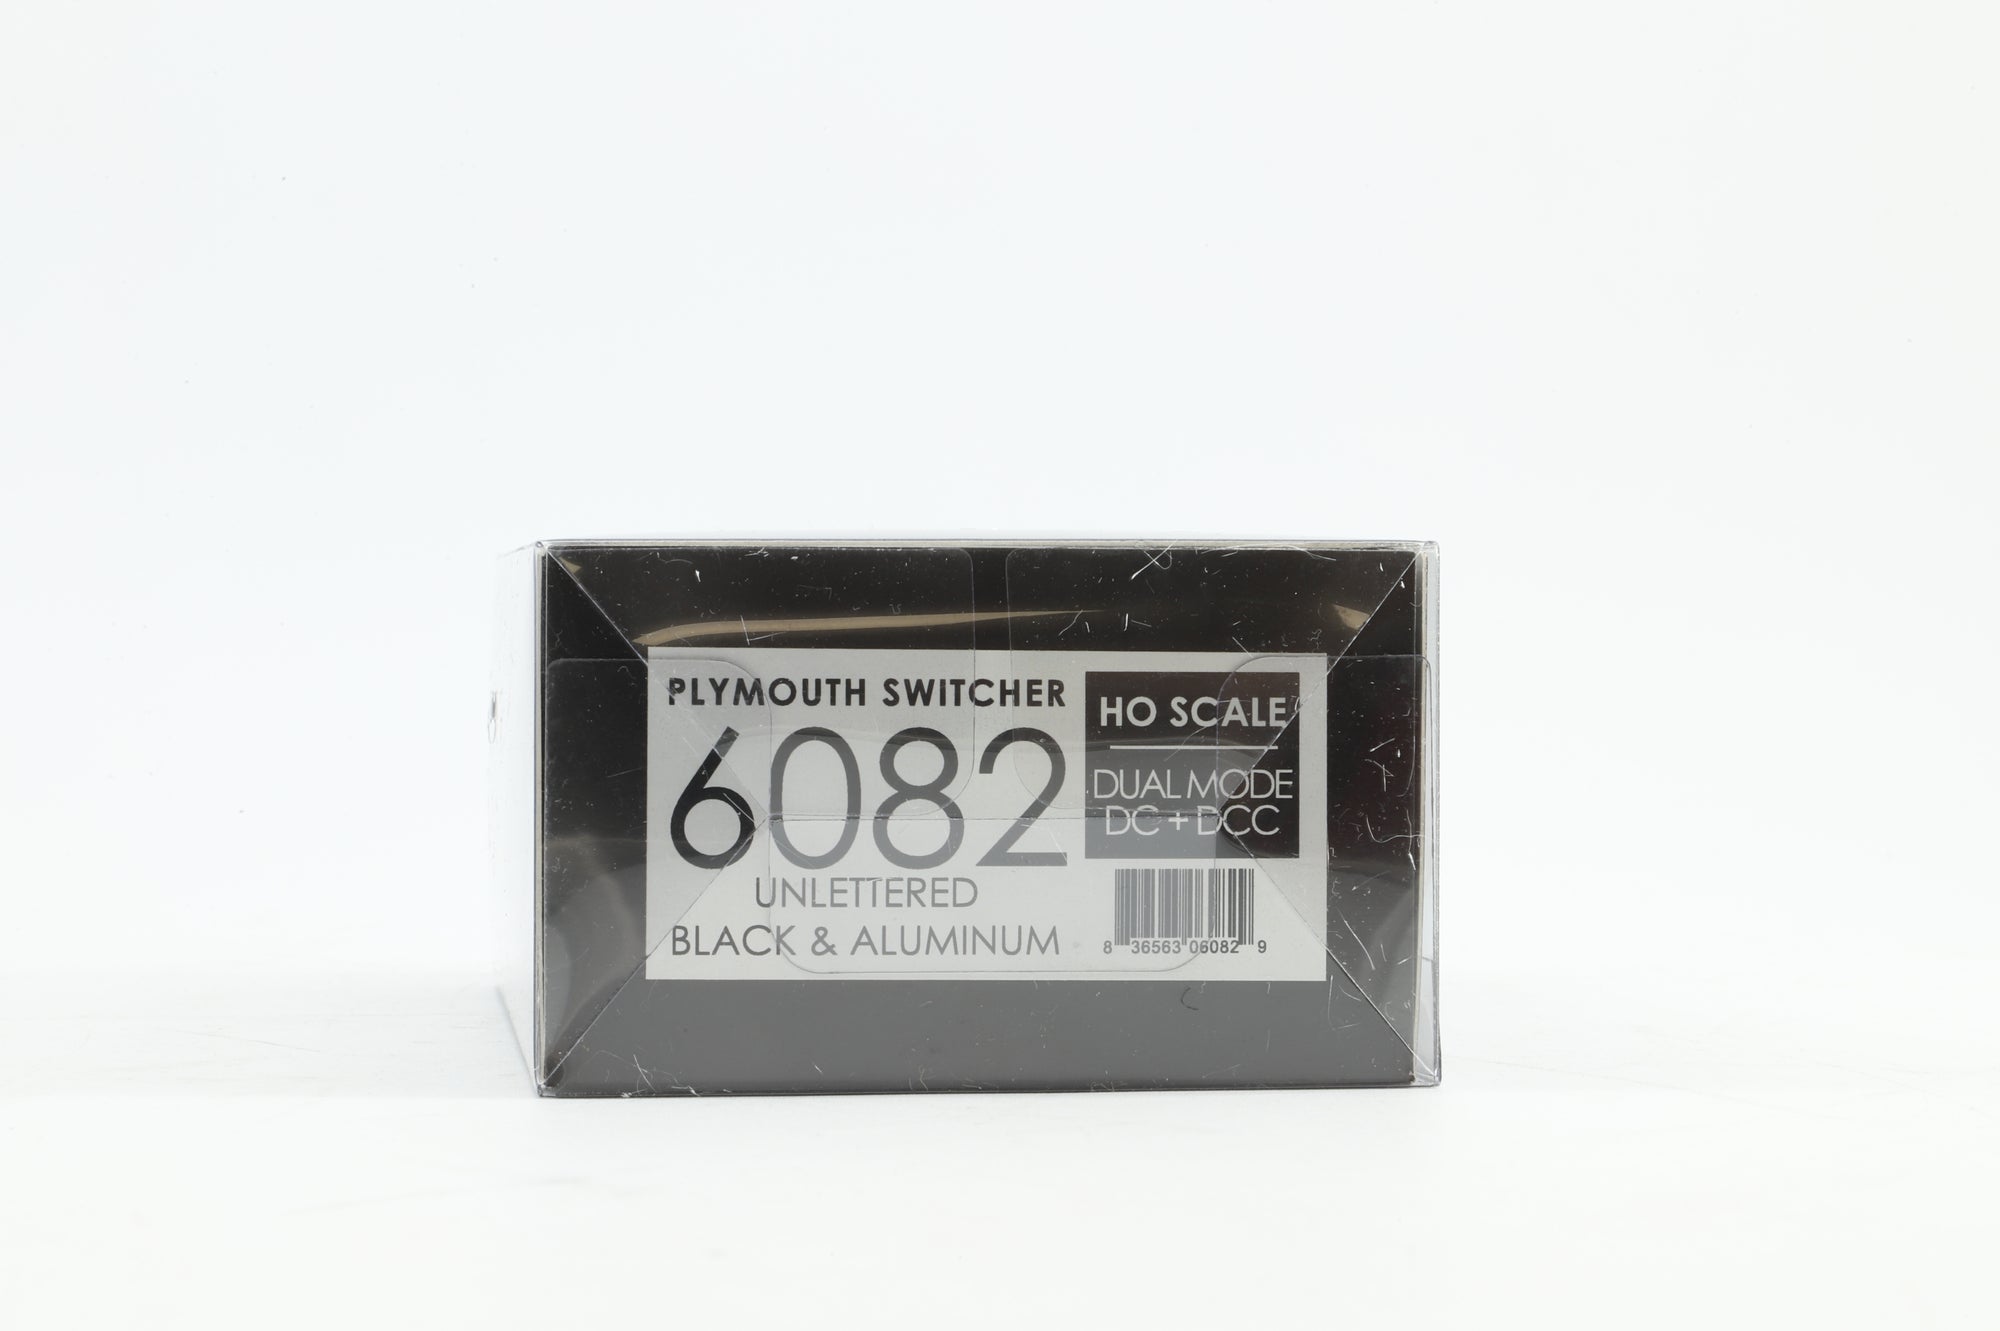 PLYMOUTH SWITCHER
6082
UNLETTERED
BLACK & ALUMINUM
HO SCALE
DUAL MODE
DC + DCC
8 36563 06082 9